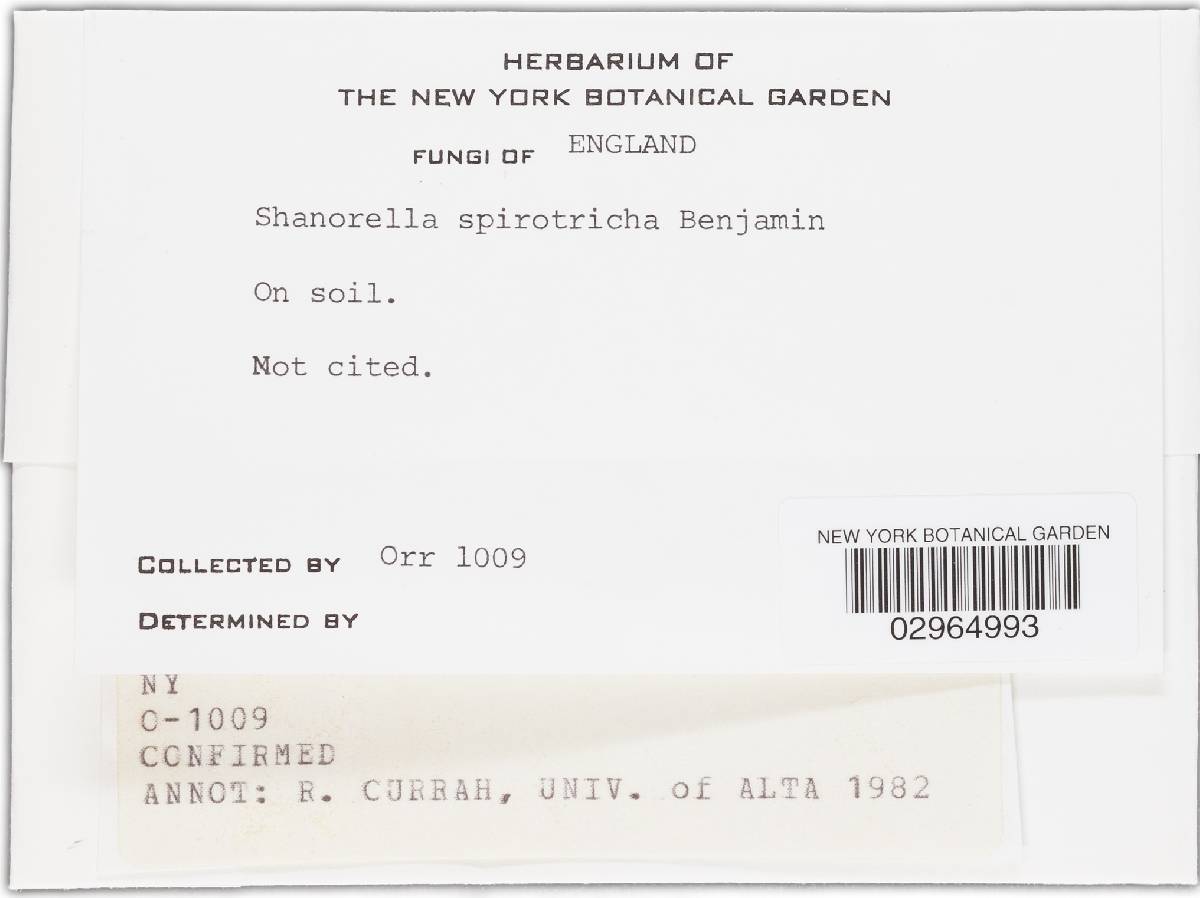 HERBARIUM OF
THE NEW YORK BOTANICAL GARDEN
FUNGI OF ENGLAND
Shanorella spirotricha Benjamin
On soil.
Not cited.
COLLECTED BY Orr 1009
DETERMINED BY
NEW YORK BOTANICAL GARDEN
02964993
NY
O-1009
CONFIRMED
ANNOT: R. CURRAH, UNIV. of ALTA 1982